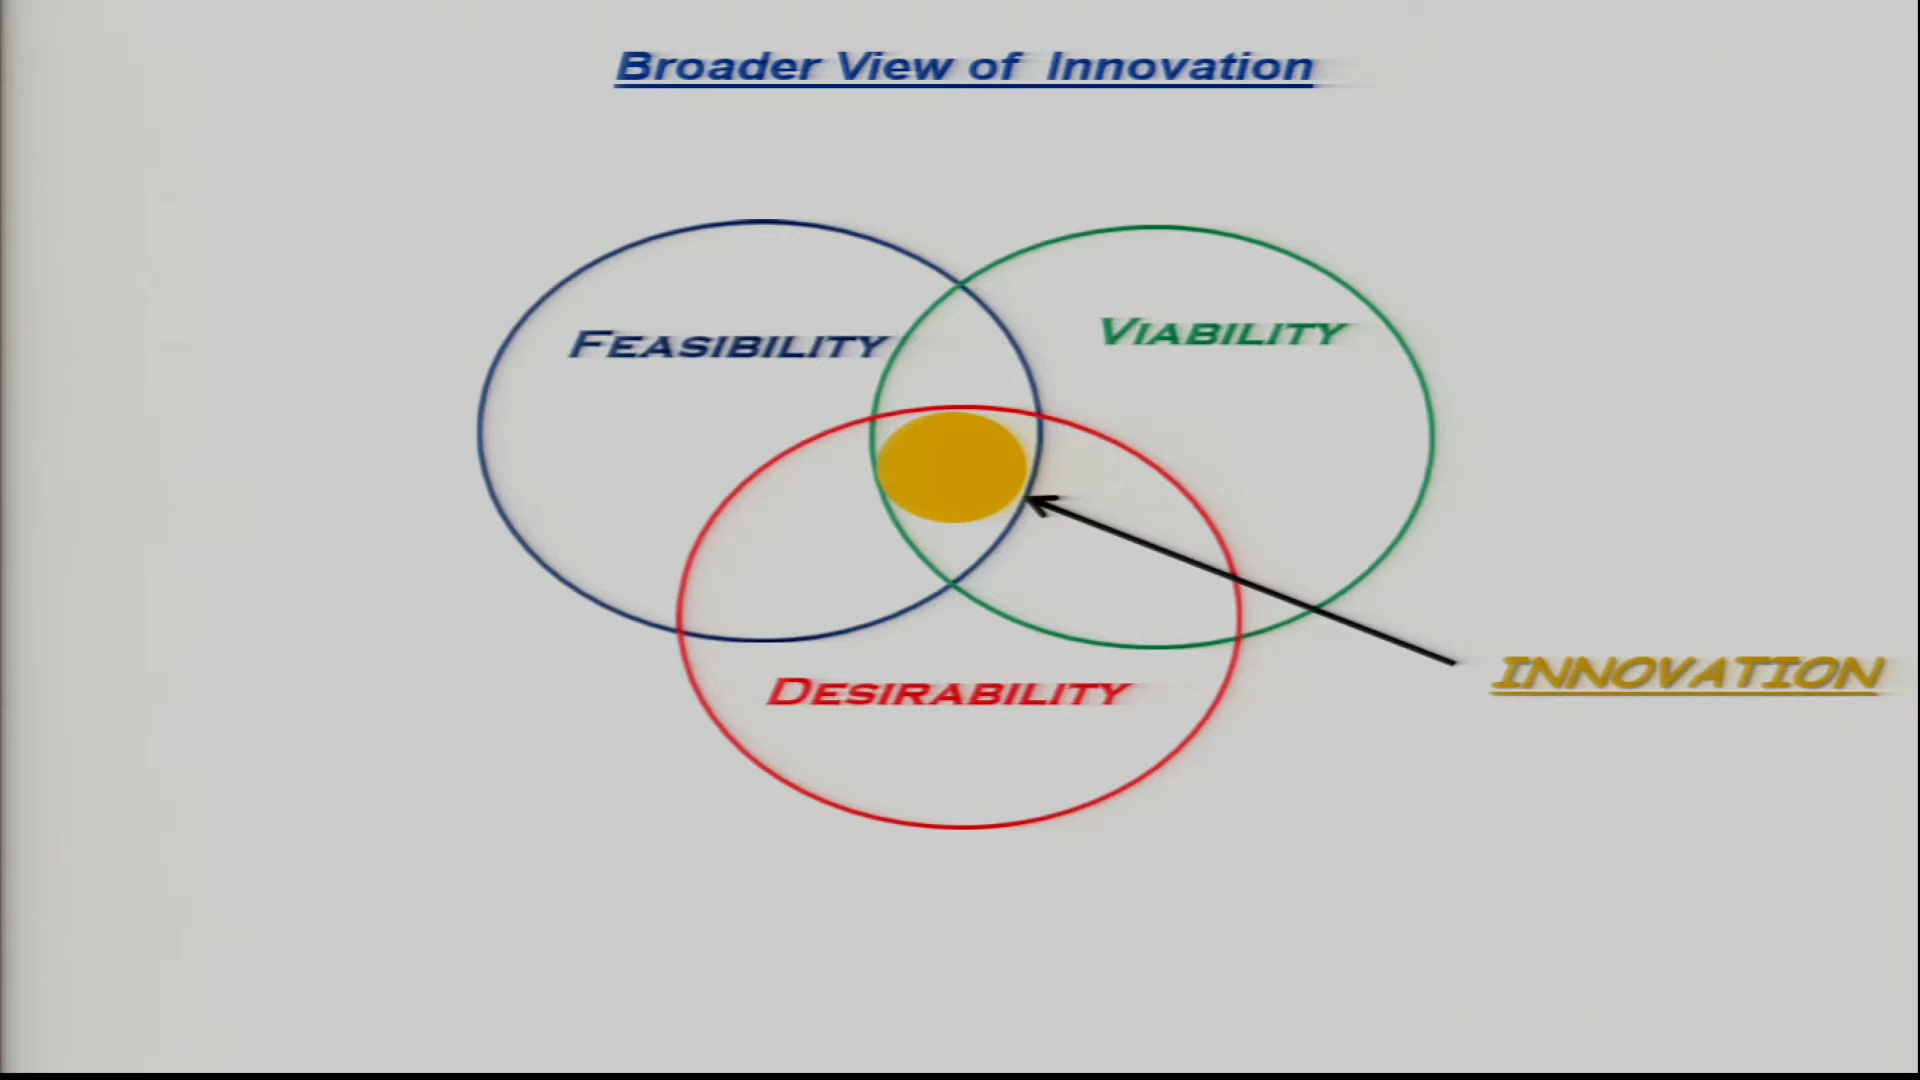 Broader View of Innovation
FEASIBILITY
VIABILITY
DESIRABILITY
INNOVATION